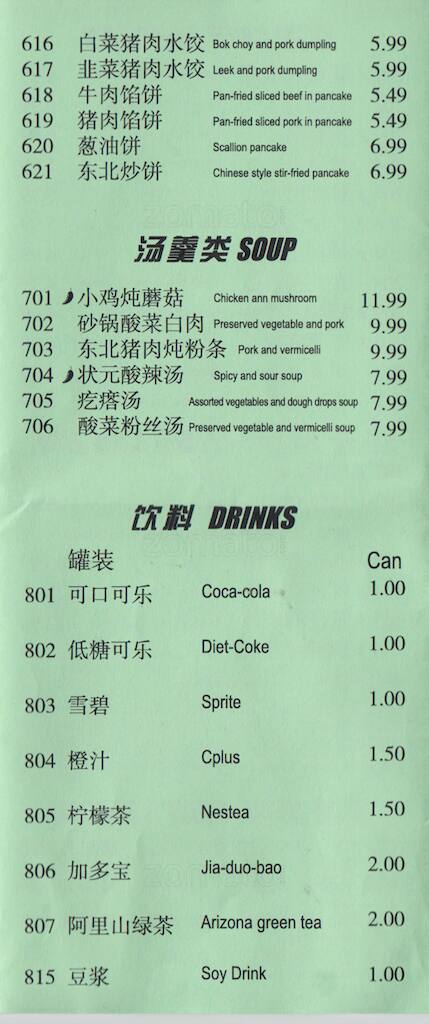 616 白菜猪肉水饺 Bok choy and pork dumpling 5.99
617 韭菜猪肉水饺 Leek and pork dumpling 5.99
618 牛肉馅饼 Pan-fried sliced beef in pancake 5.49
619 猪肉馅饼 Pan-fried sliced pork in pancake 5.49
620 葱油饼 Scallion pancake 6.99
621 东北炒饼 Chinese style stir-fried pancake 6.99
汤羹类 SOUP
701 小鸡炖蘑菇 Chicken ann mushroom 11.99
702 砂锅酸菜白肉 Preserved vegetable and pork 9.99
703 东北猪肉炖粉条 Pork and vermicelli 9.99
704 状元酸辣汤 Spicy and sour soup 7.99
705 疙瘩汤 Assorted vegetables and dough drops soup 7.99
706 酸菜粉丝汤 Preserved vegetable and vermicelli soup 7.99
饮料 DRINKS
罐装 Can
801 可口可乐 Coca-cola 1.00
802 低糖可乐 Diet-Coke 1.00
803 雪碧 Sprite 1.00
804 橙汁 Cplus 1.50
805 柠檬茶 Nestea 1.50
806 加多宝 Jia-duo-bao 2.00
807 阿里山绿茶 Arizona green tea 2.00
815 豆浆 Soy Drink 1.00